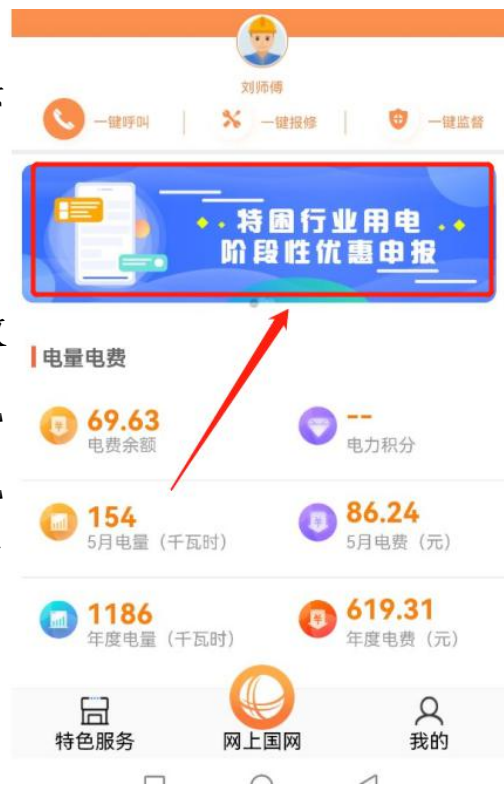 刘师傅
一键呼叫
一键报修
一键监督
特困行业用电
阶段性优惠申报
电量电费
69.63
电费余额
--
电力积分
154
5月电量（千瓦时）
86.24
5月电费（元）
1186
年度电量（千瓦时）
619.31
年度电费（元）
特色服务
网上国网
我的